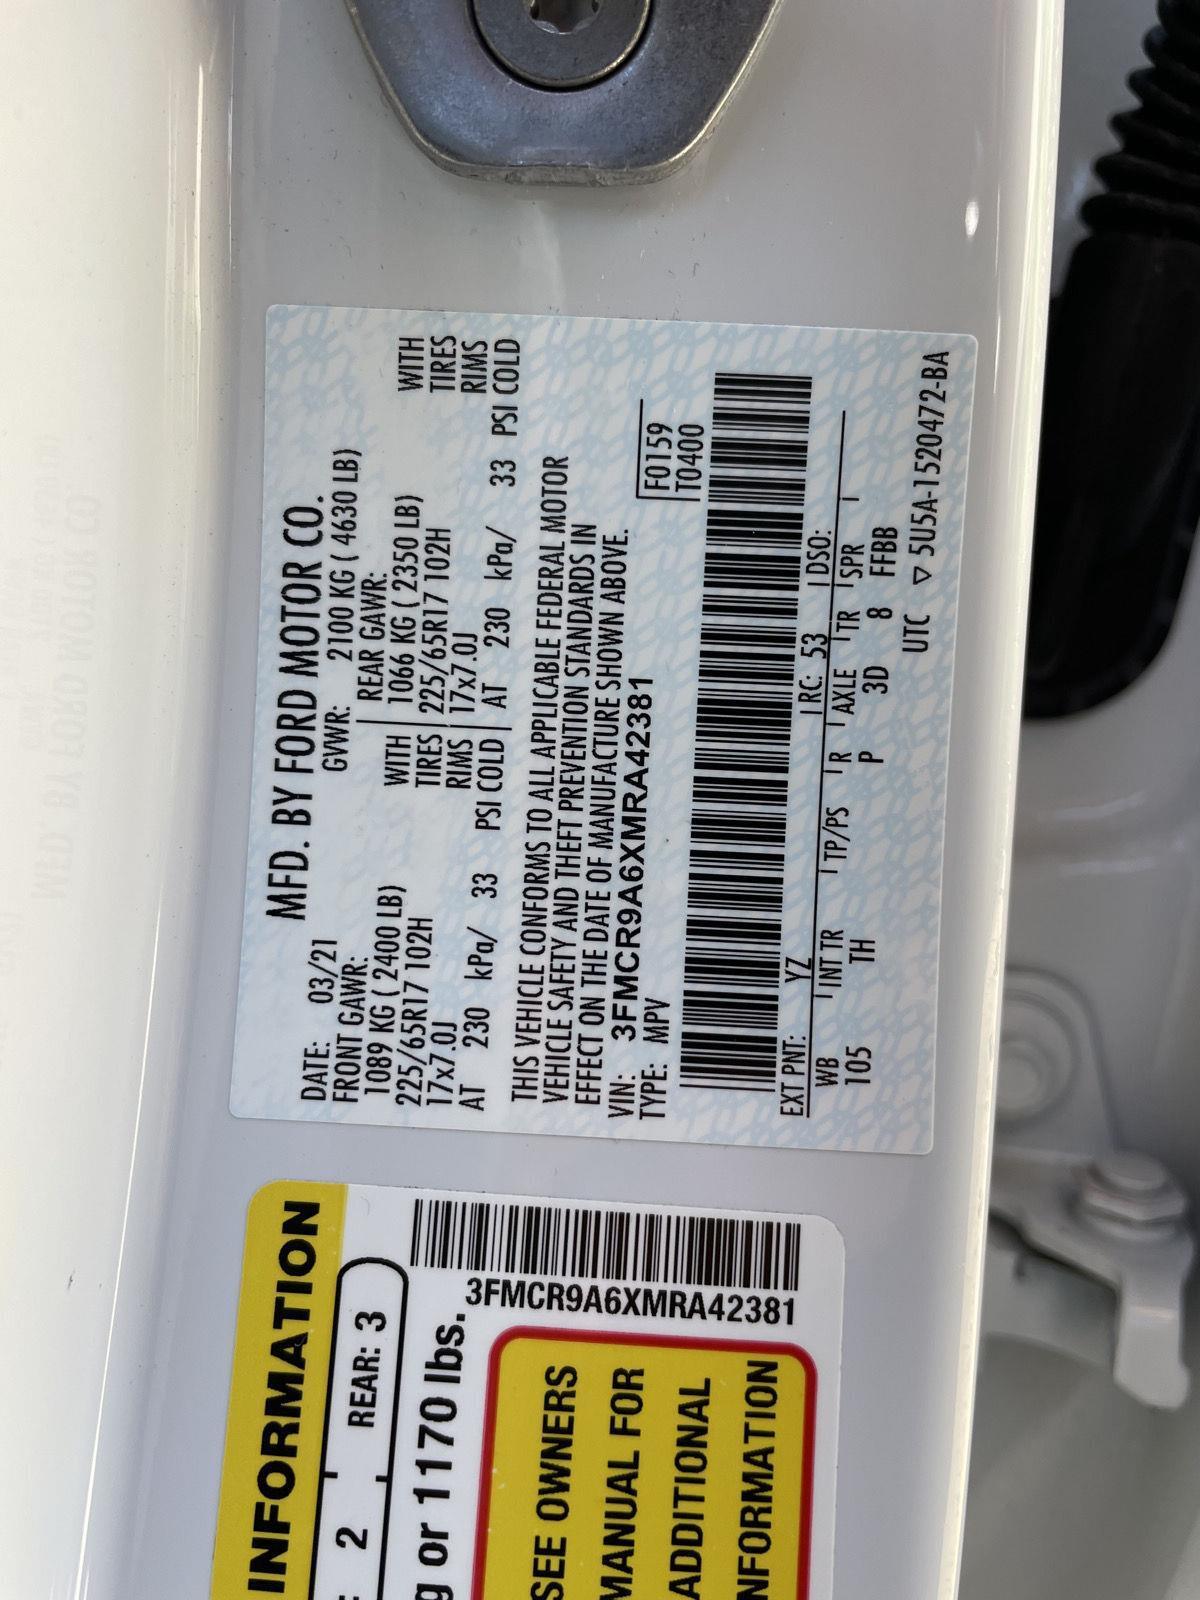 MFD. BY FORD MOTOR CO.
DATE: 03/21 GVWR: 2100 KG ( 4630 LB)
FRONT GAWR: REAR GAWR:
1089 KG ( 2400 LB) WITH 1066 KG ( 2350 LB) WITH
225/65R17 102H TIRES 225/65R17 102H TIRES
17x7.0J RIMS 17x7.0J RIMS
AT 230 kPa/ 33 PSI COLD AT 230 kPa/ 33 PSI COLD
THIS VEHICLE CONFORMS TO ALL APPLICABLE FEDERAL MOTOR
VEHICLE SAFETY AND THEFT PREVENTION STANDARDS IN
EFFECT ON THE DATE OF MANUFACTURE SHOWN ABOVE.
VIN: 3FMCR9A6XMRA42381 F0159
TYPE: MPV T0400
EXT PNT: YZ RC: 53 DSO:
WB INT TR TP/PS R AXLE TR SPR
105 TH P 3D 8 FFBB
UTC ▽ 5U5A-1520472-BA
INFORMATION
2 REAR: 3
g or 1170 lbs.
3FMCR9A6XMRA42381
SEE OWNERS
MANUAL FOR
ADDITIONAL
INFORMATION